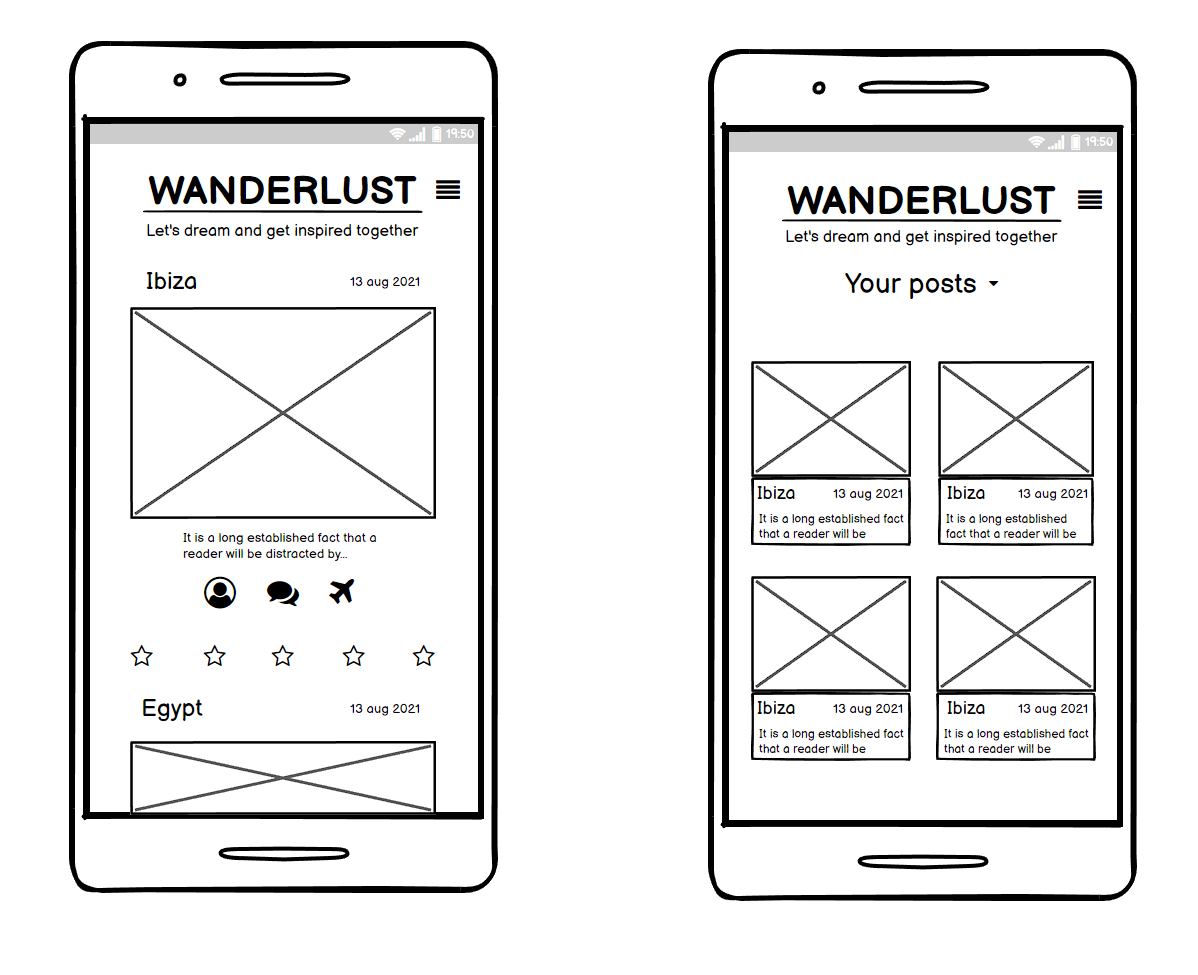 19:50
WANDERLUST
Let's dream and get inspired together
Ibiza 13 aug 2021
It is a long established fact that a
reader will be distracted by...
Egypt 13 aug 2021
19:50
WANDERLUST
Let's dream and get inspired together
Your posts
Ibiza 13 aug 2021
It is a long established fact
that a reader will be
Ibiza 13 aug 2021
It is a long established
fact that a reader will be
Ibiza 13 aug 2021
It is a long established fact
that a reader will be
Ibiza 13 aug 2021
It is a long established fact
that a reader will be